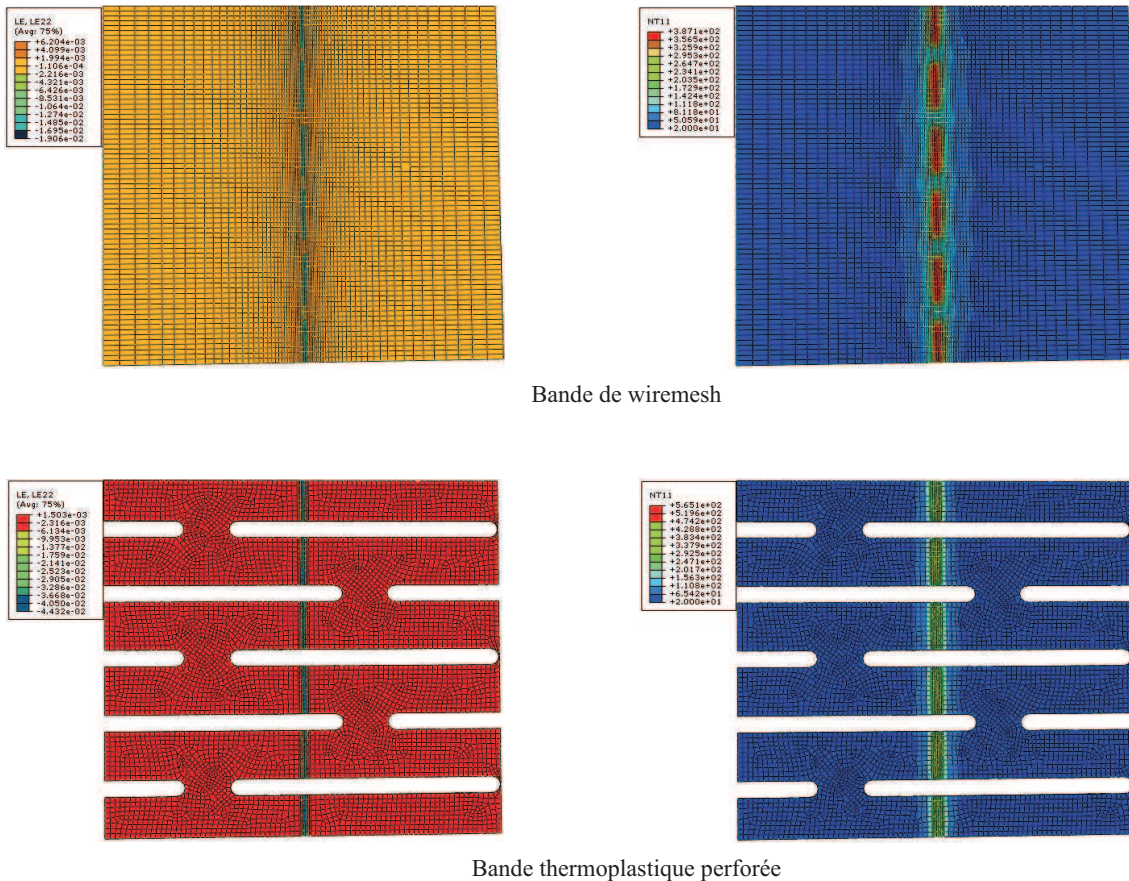 LE, LE22
(Avg: 75%)
+6.204e-03
+4.099e-03
+1.994e-03
-1.106e-04
-2.216e-03
-4.321e-03
-6.426e-03
-8.531e-03
-1.064e-02
-1.274e-02
-1.485e-02
-1.695e-02
-1.906e-02
NT11
+3.871e+02
+3.565e+02
+3.259e+02
+2.953e+02
+2.647e+02
+2.341e+02
+2.035e+02
+1.729e+02
+1.424e+02
+1.118e+02
+8.118e+01
+5.059e+01
+2.000e+01
Bande de wiremesh
LE, LE22
(Avg: 75%)
+1.503e-03
-2.316e-03
-6.134e-03
-9.953e-03
-1.377e-02
-1.759e-02
-2.141e-02
-2.523e-02
-2.905e-02
-3.286e-02
-3.668e-02
-4.050e-02
-4.432e-02
NT11
+5.651e+02
+5.196e+02
+4.742e+02
+4.288e+02
+3.834e+02
+3.379e+02
+2.925e+02
+2.471e+02
+2.017e+02
+1.563e+02
+1.108e+02
+6.542e+01
+2.000e+01
Bande thermoplastique perforée